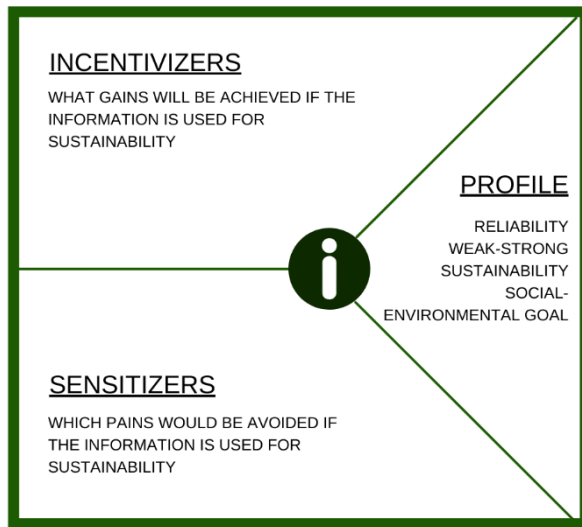 INCENTIVIZERS
WHAT GAINS WILL BE ACHIEVED IF THE
INFORMATION IS USED FOR
SUSTAINABILITY
PROFILE
RELIABILITY
WEAK-STRONG
SUSTAINABILITY
SOCIAL-
ENVIRONMENTAL GOAL
i
SENSITIZERS
WHICH PAINS WOULD BE AVOIDED IF
THE INFORMATION IS USED FOR
SUSTAINABILITY